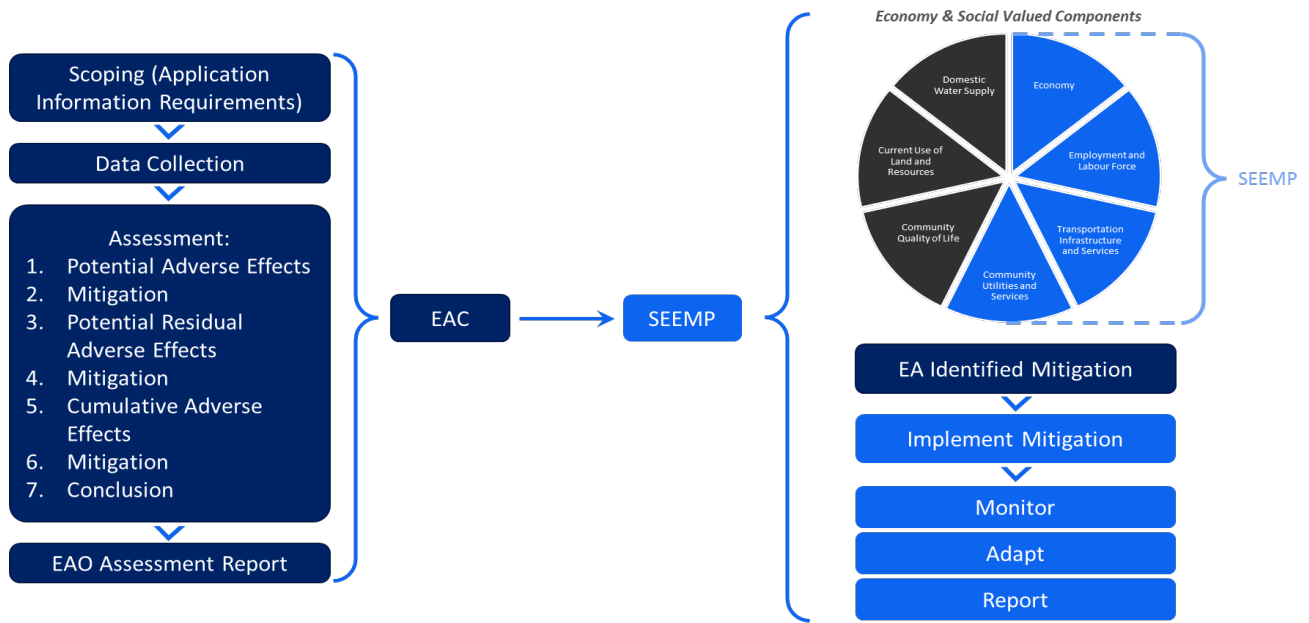 Scoping (Application
Information Requirements)
Data Collection
Assessment:
1. Potential Adverse Effects
2. Mitigation
3. Potential Residual
Adverse Effects
4. Mitigation
5. Cumulative Adverse
Effects
6. Mitigation
7. Conclusion
EAO Assessment Report
EAC
SEEMP
Economy & Social Valued Components
Domestic
Water Supply
Economy
Current Use of
Land and
Resources
Employment and
Labour Force
Community
Quality of Life
Transportation
Infrastructure
and Services
Community
Utilities and
Services
SEEMP
EA Identified Mitigation
Implement Mitigation
Monitor
Adapt
Report